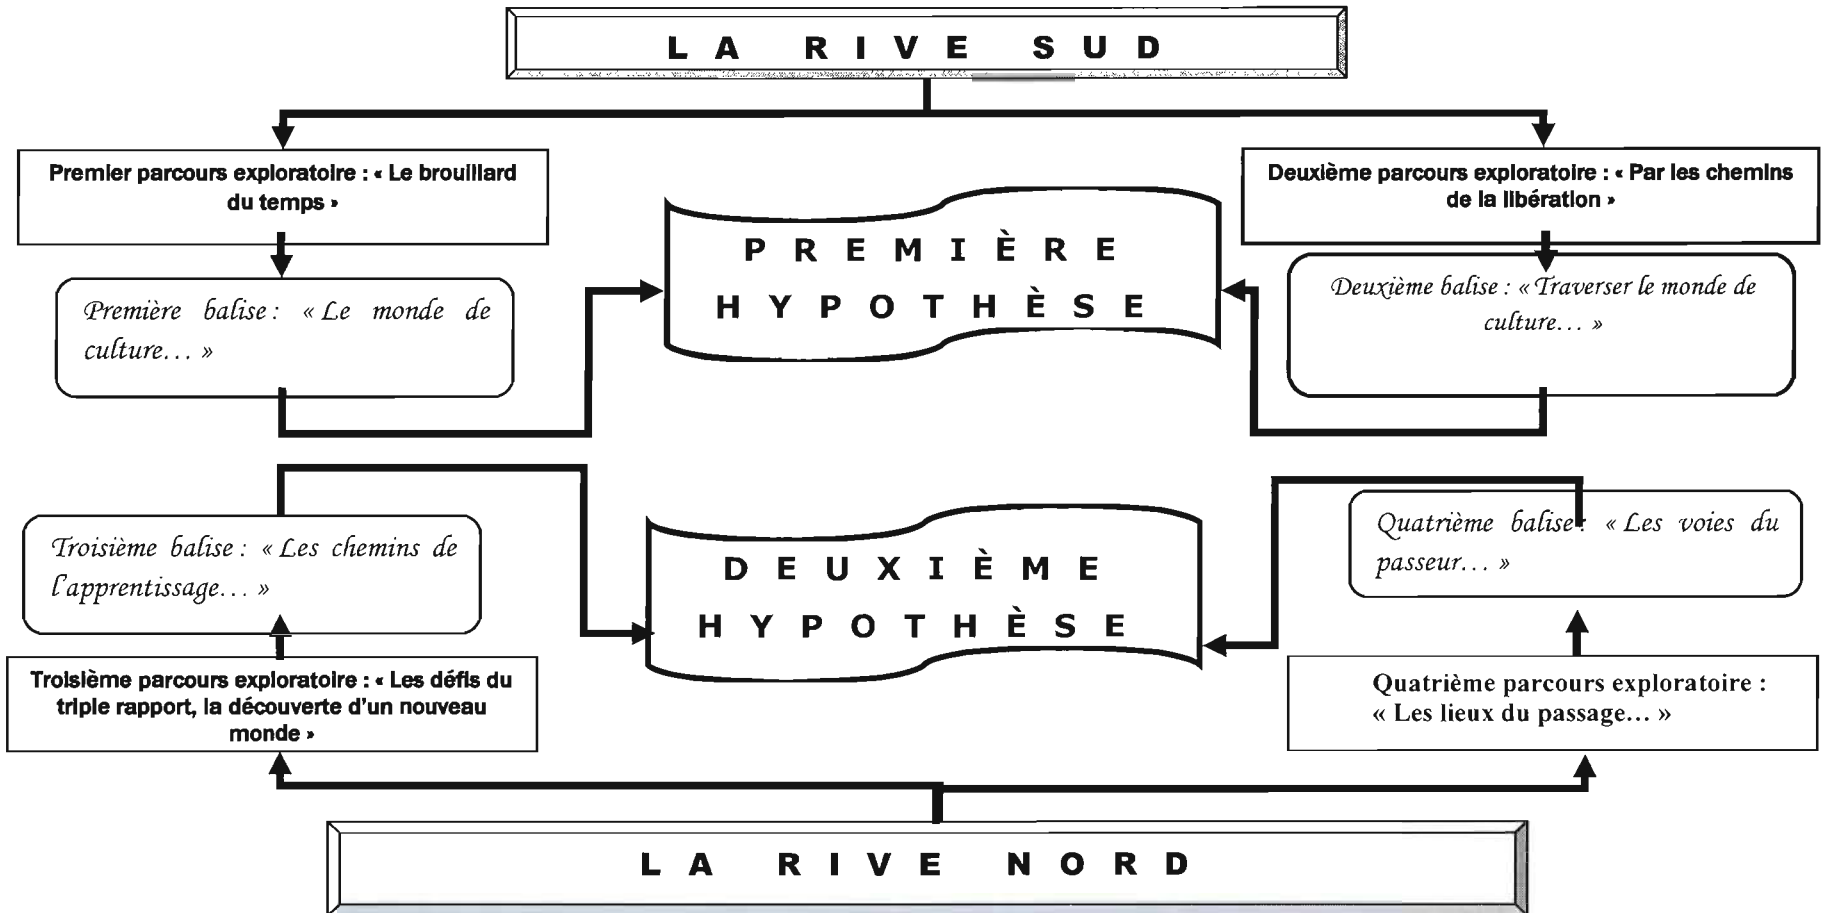 LA RIVE SUD
Premier parcours exploratoire : « Le brouillard
du temps »
Deuxième parcours exploratoire : « Par les chemins
de la libération »
PREMIÈRE
HYPOTHÈSE
Première balise : « Le monde de
culture... »
Deuxième balise : « Traverser le monde de
culture... »
Troisième balise : « Les chemins de
l'apprentissage... »
DEUXIÈME
HYPOTHÈSE
Quatrième balise : « Les voies du
passeur... »
Troisième parcours exploratoire : « Les défis du
triple rapport, la découverte d'un nouveau
monde »
Quatrième parcours exploratoire :
« Les lieux du passage... »
LA RIVE NORD